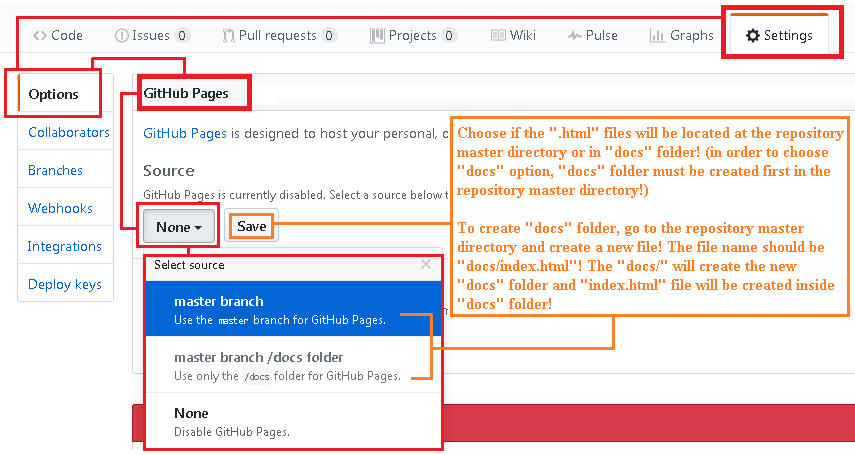 Code Issues 0 Pull requests 0 Projects 0 Wiki Pulse Graphs Settings
Options
Collaborators
Branches
Webhooks
Integrations
Deploy keys
GitHub Pages
GitHub Pages is designed to host your personal, o
Source
GitHub Pages is currently disabled. Select a source below t
None Save
Select source
master branch
Use the master branch for GitHub Pages.
master branch /docs folder
Use only the /docs folder for GitHub Pages.
None
Disable GitHub Pages.
Choose if the ".html" files will be located at the repository
master directory or in "docs" folder! (in order to choose
"docs" option, "docs" folder must be created first in the
repository master directory!)
To create "docs" folder, go to the repository master
directory and create a new file! The file name should be
"docs/index.html"! The "docs/" will create the new
"docs" folder and "index.html" file will be created inside
"docs" folder!